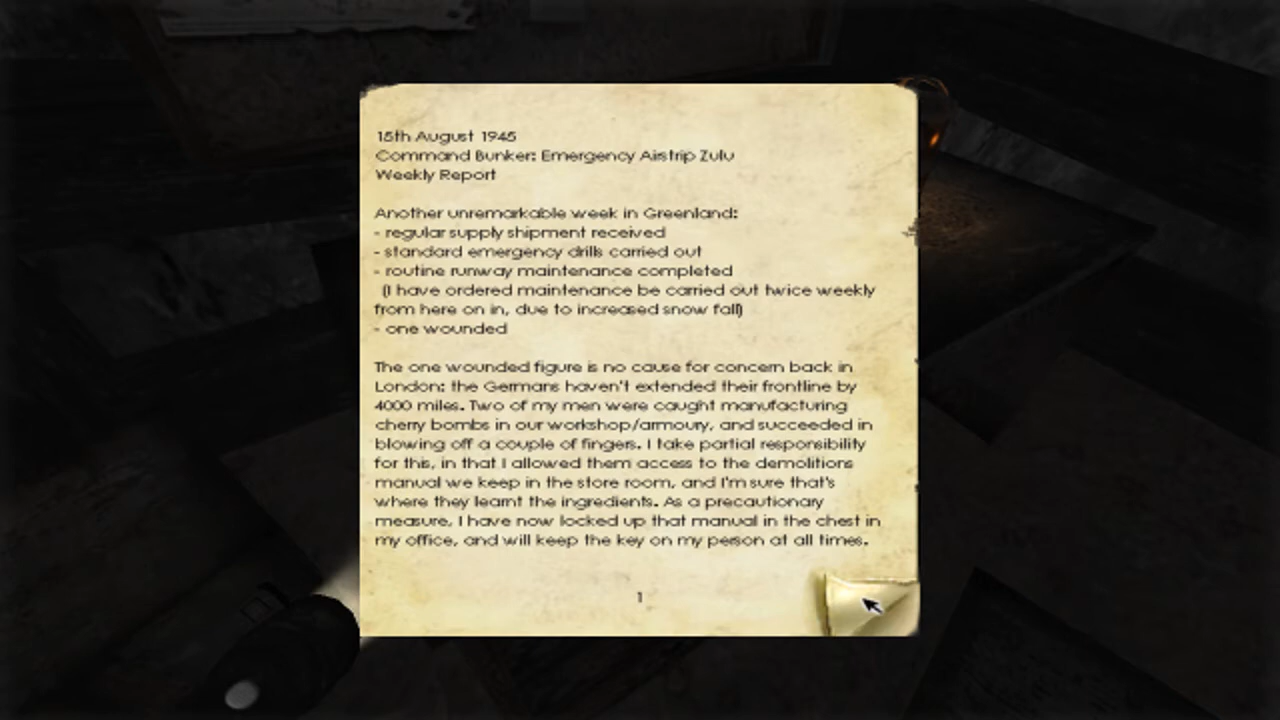 15th August 1945
Command Bunker: Emergency Airstrip Zulu
Weekly Report
Another unremarkable week in Greenland:
- regular supply shipment received
- standard emergency drills carried out
- routine runway maintenance completed
(I have ordered maintenance be carried out twice weekly
from here on in, due to increased snow fall)
- one wounded
The one wounded figure is no cause for concern back in
London: the Germans haven't extended their frontline by
4000 miles. Two of my men were caught manufacturing
cherry bombs in our workshop/armoury, and succeeded in
blowing off a couple of fingers. I take partial responsibility
for this, in that I allowed them access to the demolitions
manual we keep in the store room, and I'm sure that's
where they learnt the ingredients. As a precautionary
measure, I have now locked up that manual in the chest in
my office, and will keep the key on my person at all times.
1